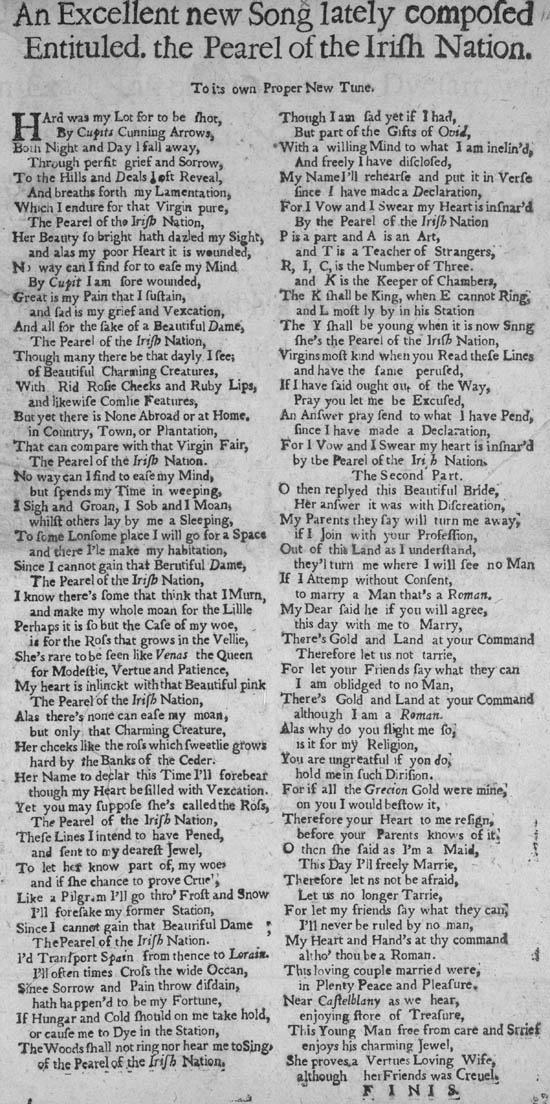 An Excellent new Song lately compoſed
Entituled. the Pearel of the Iriſh Nation.
To its own Proper New Tune.
HArd was my Lot for to be ſhot,
By Cupits Cunning Arrows,
Both Night and Day I fall away,
Through perfit grief and Sorrow,
To the Hills and Deals loft Reveal,
And breaths forth my Lamentation,
Which I endure for that Virgin pure,
The Pearel of the Iriſh Nation,
Her Beauty ſo bright hath dazled my Sight,
and alas my poor Heart it is wounded,
No way can I find for to eaſe my Mind
By Cupit I am ſore wounded,
Great is my Pain that I ſuſtain,
and ſad is my grief and Vexcation,
And all for the ſake of a Beautiful Dame,
The Pearel of the Iriſh Nation,
Though many there be that dayly I ſee;
of Beautiful Charming Creatures,
With Rid Roſie Cheeks and Ruby Lips,
and likewiſe Comlie Features,
But yet there is None Abroad or at Home.
in Country, Town, or Plantation,
That can compare with that Virgin Fair,
The Pearel of the Iriſh Nation.
No way can I find to eaſe my Mind,
but ſpends my Time in weeping,
I Sigh and Groan, I Sob and I Moan,
whilſt others lay by me a Sleeping,
To ſome Lonſome place I will go for a Space
and there I'le make my habitation,
Since I cannot gain that Berutiful Dame,
The Pearel of the Iriſh Nation,
I know there's ſome that think that I Murn,
and make my whole moan for the Lillle
Perhaps it is ſo but the Caſe of my woe,
is for the Roſs that grows in the Vellie,
She's rare to be ſeen like Venas the Queen
for Modeſtie, Vertue and Patience,
My heart is inlinckt with that Beautiful pink
The Pearel of the Iriſh Nation,
Alas there's none can eaſe my moan,
but only that Charming Creature,
Her cheeks like the roſs which ſweetlie grows
hard by the Banks of the Ceder.
Her Name to declar this Time I'll forebear
though my Heart be filled with Vexcation.
Yet you may ſuppoſe ſhe's called the Roſs,
The Pearel of the Iriſh Nation,
Theſe Lines I intend to have Pened,
and ſent to my deareſt Jewel,
To let her know part of my woe
and if ſhe chance to prove Cruel,
Like a Pilgram I'll go thro' Froſt and Snow
I'll foreſake my former Station,
Since I cannot gain that Beautiful Dame
The Pearel of the Iriſh Nation.
I'd Tranſport Spain from thence to Lorain.
I'll often times Croſs the wide Occan,
Since Sorrow and Pain throw diſdain,
hath happen'd to be my Fortune,
If Hungar and Cold ſhould on me take hold,
or cauſe me to Dye in the Station,
The Woods ſhall not ring nor hear me to Sing
of the Pearel of the Iriſh Nation.
Though I am ſad yet if I had,
But part of the Gifts of Ovid,
With a willing Mind to what I am inclin'd,
And freely I have diſcloſed,
My Name I'll rehearſe and put it in Verſe
ſince I have made a Declaration,
For I Vow and I Swear my Heart is inſnar'd
By the Pearel of the Iriſh Nation
P is a part and A is an Art,
and T is a Teacher of Strangers,
R, I, C, is the Number of Three.
and K is the Keeper of Chambers,
The K ſhall be King, when E cannot Ring,
and L moſt ly by in his Station
The Y ſhall be young when it is now Snng
ſhe's the Pearel of the Iriſh Nation,
Virgins moſt kind when you Read theſe Lines
and have the ſame peruſed,
If I have ſaid ought out of the Way,
Pray you let me be Excuſed,
An Anſwer pray ſend to what I have Pend,
ſince I have made a Declaration,
For I Vow and I Swear my heart is inſnar'd
by tbe Pearel of the Iriſh Nation.
The Second Part.
O then replyed this Beautiful Bride,
Her anſwer it was with Diſcreation,
My Parents they ſay will turn me away,
if I Join with your Profeſſion,
Out of this Land as I underſtand,
they'l turn me where I will ſee no Man
If I Attemp without Conſent,
to marry a Man that's a Roman.
My Dear ſaid he if you will agree,
this day with me to Marry,
There's Gold and Land at your Command
Therefore let us not tarrie,
For let your Friends ſay what they can
I am oblidged to no Man,
There's Gold and Land at your Command
although I am a Roman.
Alas why do you ſlight me ſo,
is it for my Religion,
You are ungreatful if yon do,
hold me in ſuch Diriſon.
For if all the Grecion Gold were mine,
on you I would beſtow it,
Therefore your Heart to me reſign,
before your Parents knows of it.
O then ſhe ſaid as I'm a Maid,
This Day I'll freely Marrie,
Therefore let ns not be afraid,
Let us no longer Tarrie,
For let my friends ſay what they can,
I'll never be ruled by no man,
My Heart and Hand's at thy command
altho' thou be a Roman.
This loving couple married were,
in Plenty Peace and Pleaſure.
Near Caſtelblany as we hear,
enjoying ſtore of Treaſure,
This Young Man free from care and Srrief
enjoys his charming Jewel,
She proves a Vertues Loving Wife,
although her Friends was Creuel.
FINIS.